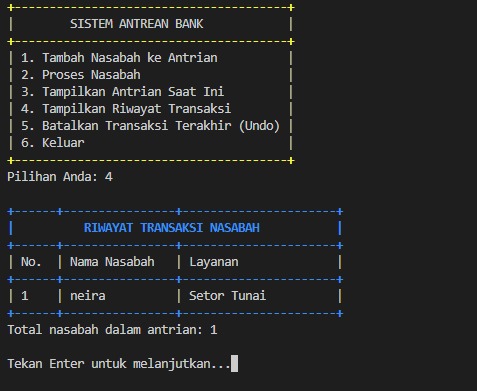 SISTEM ANTREAN BANK
1. Tambah Nasabah ke Antrian
2. Proses Nasabah
3. Tampilkan Antrian Saat Ini
4. Tampilkan Riwayat Transaksi
5. Batalkan Transaksi Terakhir (Undo)
6. Keluar
Pilihan Anda: 4
RIWAYAT TRANSAKSI NASABAH
No. | Nama Nasabah | Layanan
1 | neira | Setor Tunai
Total nasabah dalam antrian: 1
Tekan Enter untuk melanjutkan...